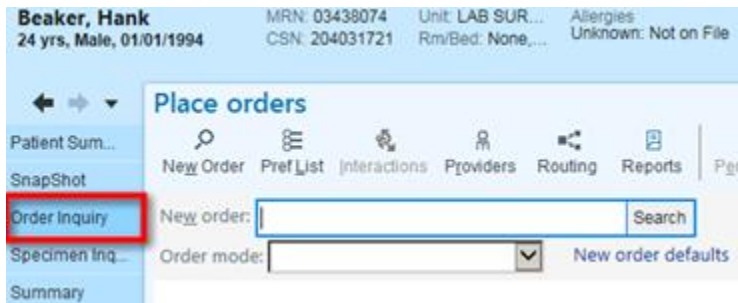 Beaker, Hank MRN: 03438074 Unit: LAB SUR... Allergies
24 yrs, Male, 01/01/1994 CSN: 204031721 Rm/Bed: None,... Unknown: Not on File
Place orders
Patient Sum...
SnapShot
Order Inquiry
Specimen Inq...
Summary
New Order Pref List Interactions Providers Routing Reports
New order: Search
Order mode: New order defaults